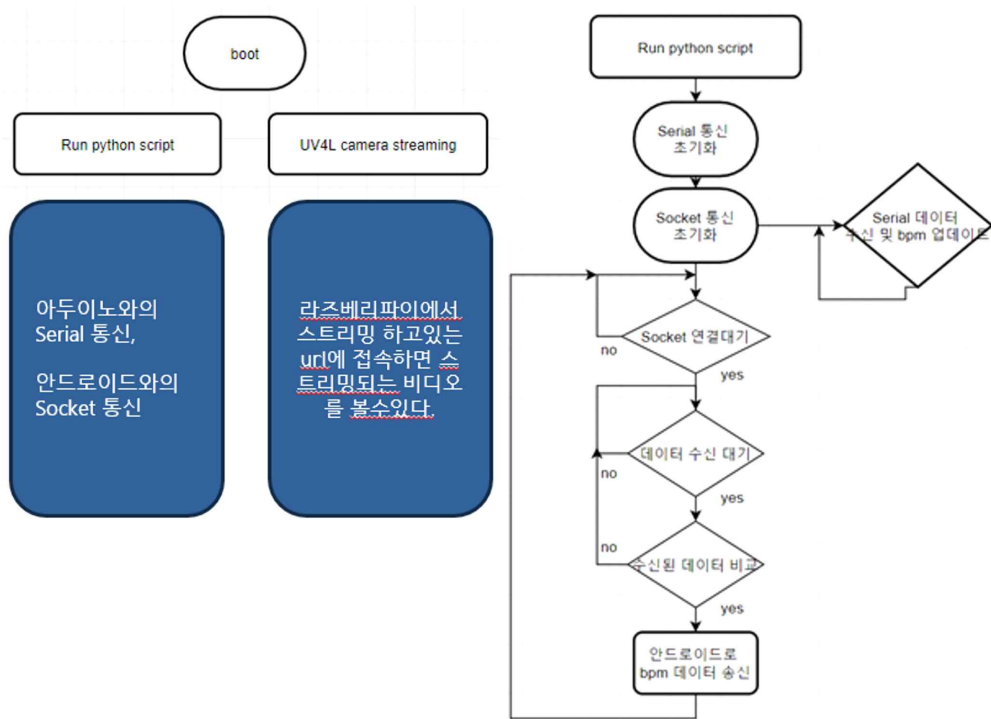 boot
Run python script
UV4L camera streaming
아두이노와의
Serial 통신,
안드로이드와의
Socket 통신
라즈베리파이에서
스트리밍 하고있는
url에 접속하면 스
트리밍되는 비디오
를 볼수있다.
Run python script
Serial 통신
초기화
Socket 통신
초기화
Serial 데이터
수신 및 bpm 업데이트
Socket 연결대기
no
yes
데이터 수신 대기
no
yes
no
수신된 데이터 비교
yes
안드로이드로
bpm 데이터 송신